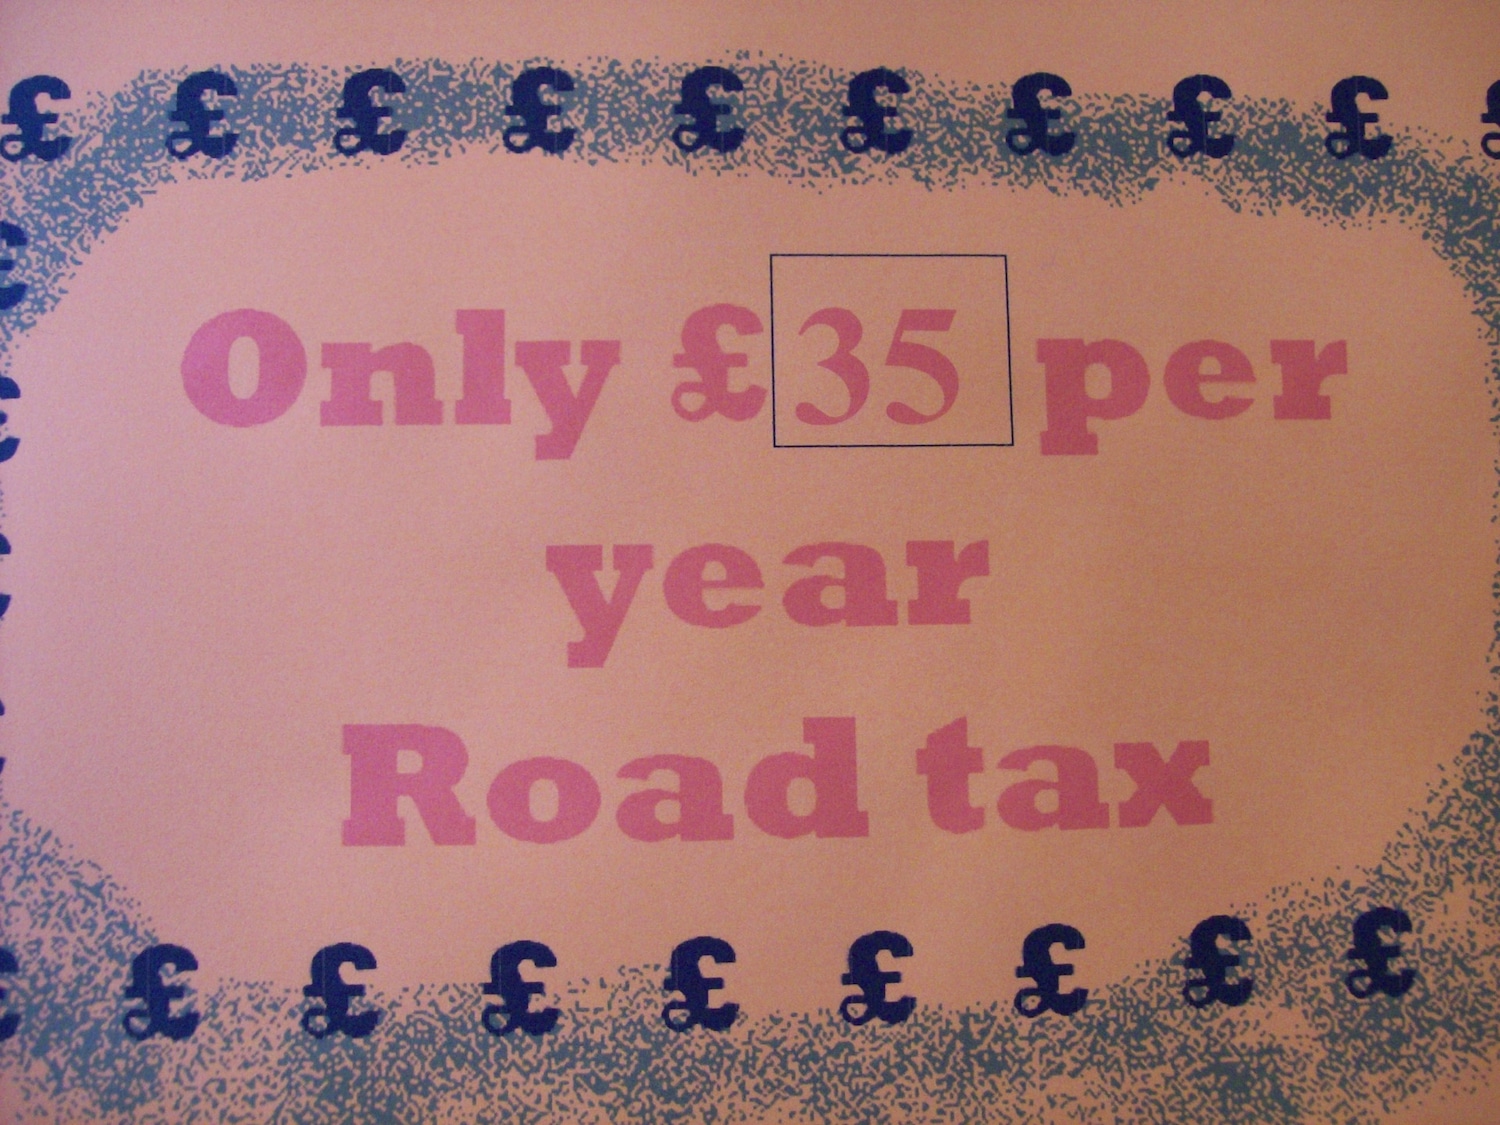 £ £ £ £ £ £ £ £ £
Only £35 per
year
Road tax
£ £ £ £ £ £ £ £